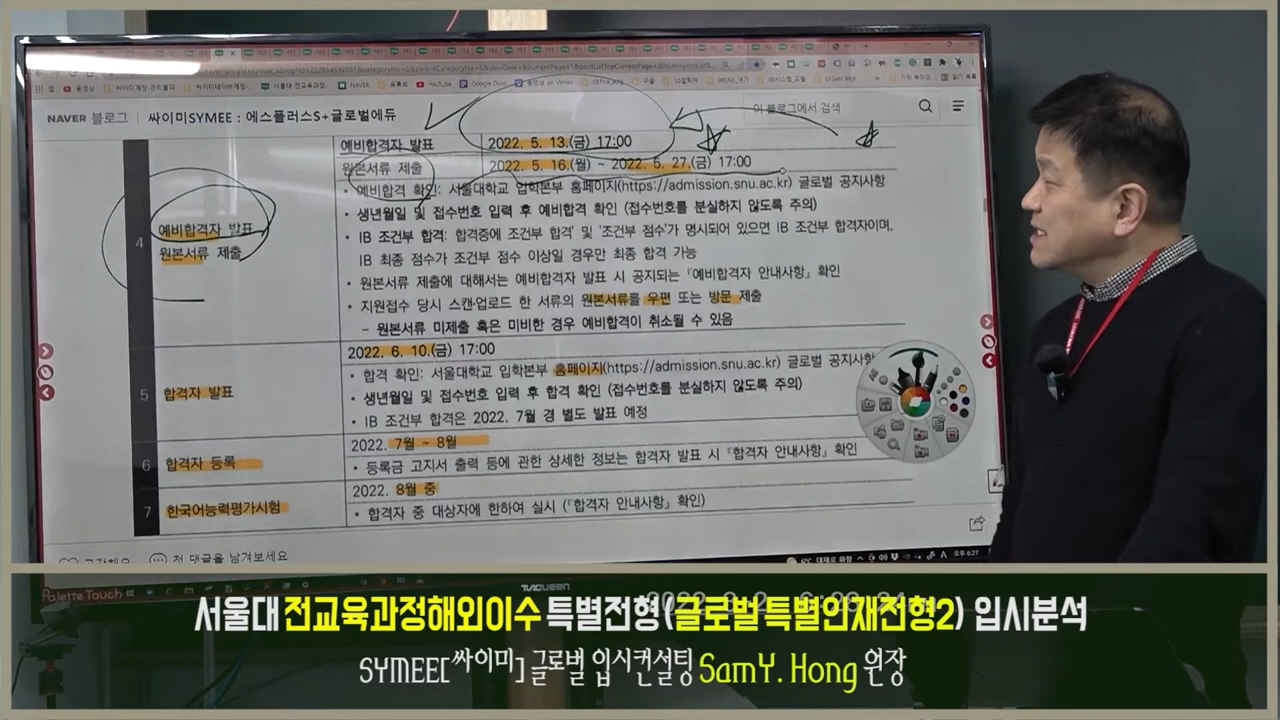 NAVER 블로그 | 싸이미SYMEE : 에스플러스S+글로벌에듀
이 블로그에서 검색
예비합격자 발표 2022. 5. 13.(금) 17:00
원본서류 제출 2022. 5. 16.(월) ~ 2022. 5. 27.(금) 17:00
4 예비합격자 발표
원본서류 제출
• 예비합격 확인: 서울대학교 입학본부 홈페이지(https://admission.snu.ac.kr) 글로벌 공지사항
• 생년월일 및 접수번호 입력 후 예비합격 확인 (접수번호를 분실하지 않도록 주의)
• IB 조건부 합격: 합격증에 조건부 합격' 및 '조건부 점수'가 명시되어 있으면 IB 조건부 합격자이며,
IB 최종 점수가 조건부 점수 이상일 경우만 최종 합격 가능
• 원본서류 제출에 대해서는 예비합격자 발표 시 공지되는 『예비합격자 안내사항』 확인
• 지원접수 당시 스캔·업로드 한 서류의 원본서류를 우편 또는 방문 제출
- 원본서류 미제출 혹은 미비한 경우 예비합격이 취소될 수 있음
5 합격자 발표
2022. 6. 10.(금) 17:00
• 합격 확인: 서울대학교 입학본부 홈페이지(https://admission.snu.ac.kr) 글로벌 공지사항
• 생년월일 및 접수번호 입력 후 합격 확인 (접수번호를 분실하지 않도록 주의)
• IB 조건부 합격은 2022. 7월 경 별도 발표 예정
6 합격자 등록
2022. 7월 ~ 8월
• 등록금 고지서 출력 등에 관한 상세한 정보는 합격자 발표 시 『합격자 안내사항』 확인
7 한국어능력평가시험
2022. 8월 중
• 합격자 중 대상자에 한하여 실시 (『합격자 안내사항』 확인)
공감해요 첫 댓글을 남겨보세요
오후 6:27
Palette Touch
서울대 전교육과정해외이수 특별전형 (글로벌 특별인재전형2) 입시분석
SYMEE[싸이미] 글로벌 입시컨설팅 Sam Y. Hong 원장